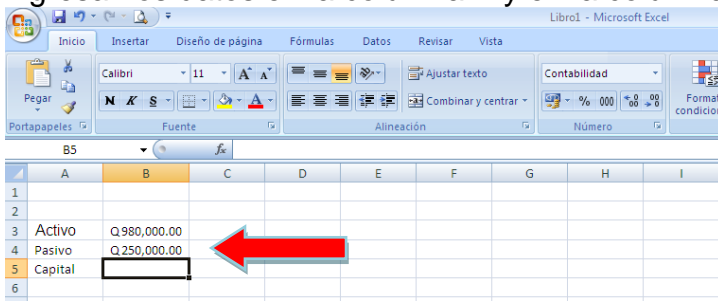 Libro1 - Microsoft Excel
Inicio Insertar Diseño de página Fórmulas Datos Revisar Vista
Calibri 11 A A Ajustar texto Contabilidad
Pegar N K S A Combinar y centrar % 000
Portapapeles Fuente Alineación Número
B5 fx
A B C D E F G H I
1
2
3 Activo Q 980,000.00
4 Pasivo Q 250,000.00
5 Capital
6